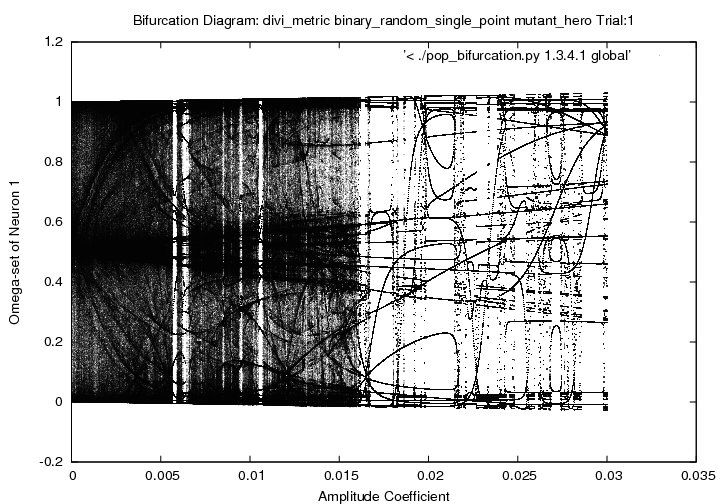 Bifurcation Diagram: divi_metric binary_random_single_point mutant_hero Trial:1
'< ./pop_bifurcation.py 1.3.4.1 global'
1.2
1
0.8
0.6
0.4
0.2
0
-0.2
Omega-set of Neuron 1
0 0.005 0.01 0.015 0.02 0.025 0.03 0.035
Amplitude Coefficient